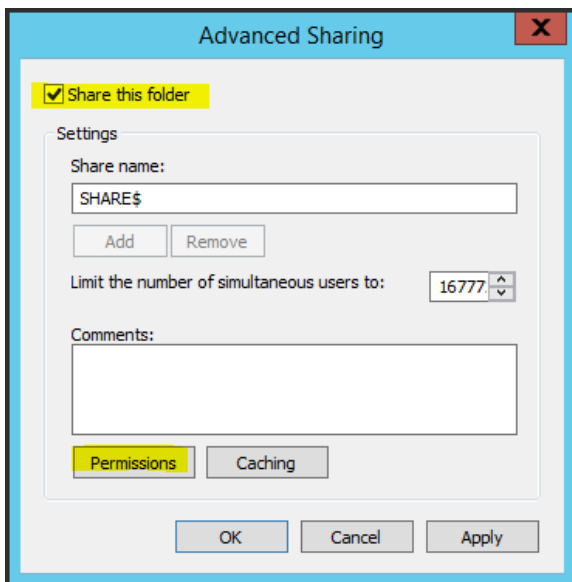 Advanced Sharing
X
Share this folder
Settings
Share name:
SHARE$
Add Remove
Limit the number of simultaneous users to: 16777
Comments:
Permissions Caching
OK Cancel Apply